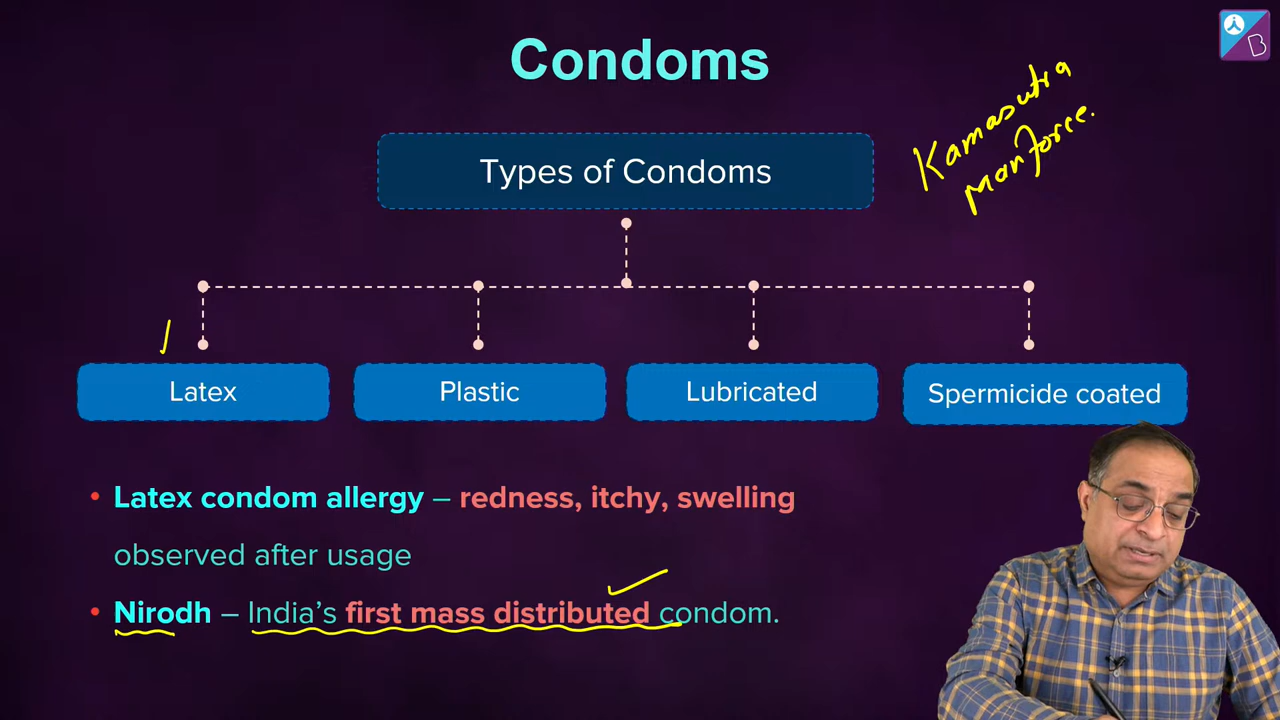 Condoms
Kamasutra
Manforce.
Types of Condoms
Latex
Plastic
Lubricated
Spermicide coated
• Latex condom allergy – redness, itchy, swelling
observed after usage
• Nirodh – India's first mass distributed condom.
B